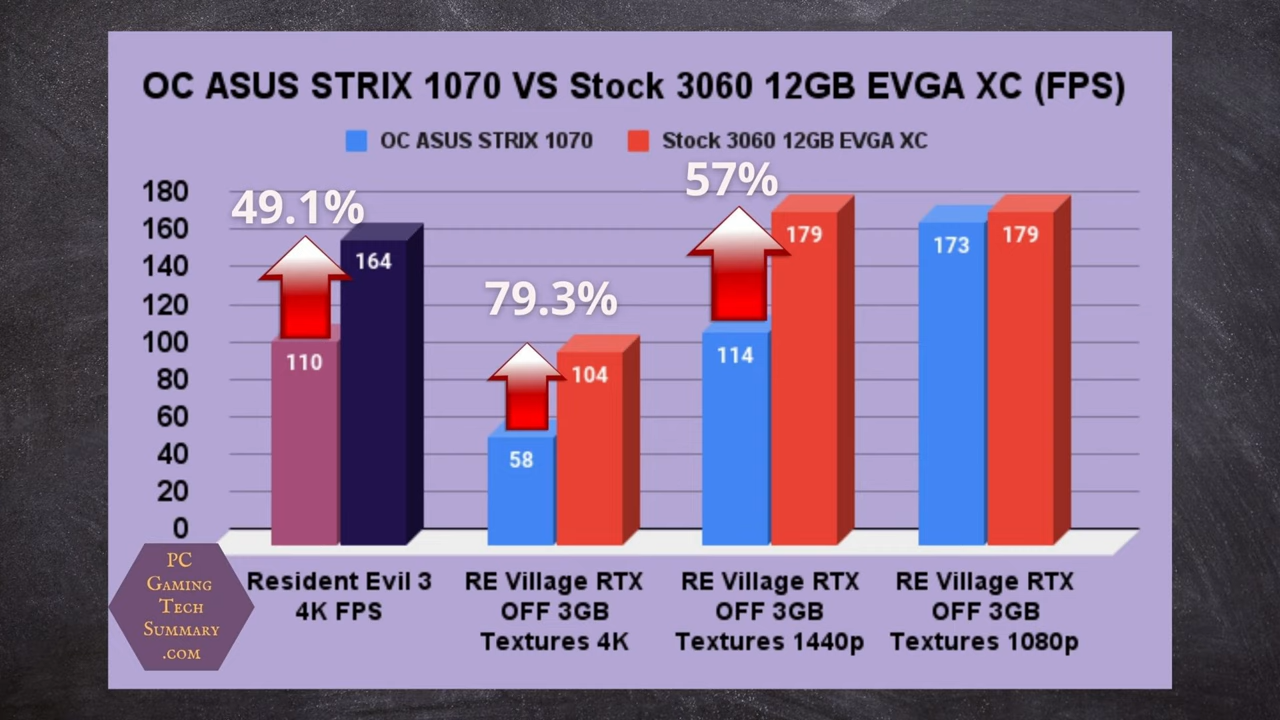 OC ASUS STRIX 1070 VS Stock 3060 12GB EVGA XC (FPS)
OC ASUS STRIX 1070
Stock 3060 12GB EVGA XC
180
160
140
120
100
80
60
40
20
0
49.1%
79.3%
57%
110
164
58
104
114
179
173
179
Resident Evil 3
4K FPS
RE Village RTX
OFF 3GB
Textures 4K
RE Village RTX
OFF 3GB
Textures 1440p
RE Village RTX
OFF 3GB
Textures 1080p
PC
Gaming
Tech
Summary
.com